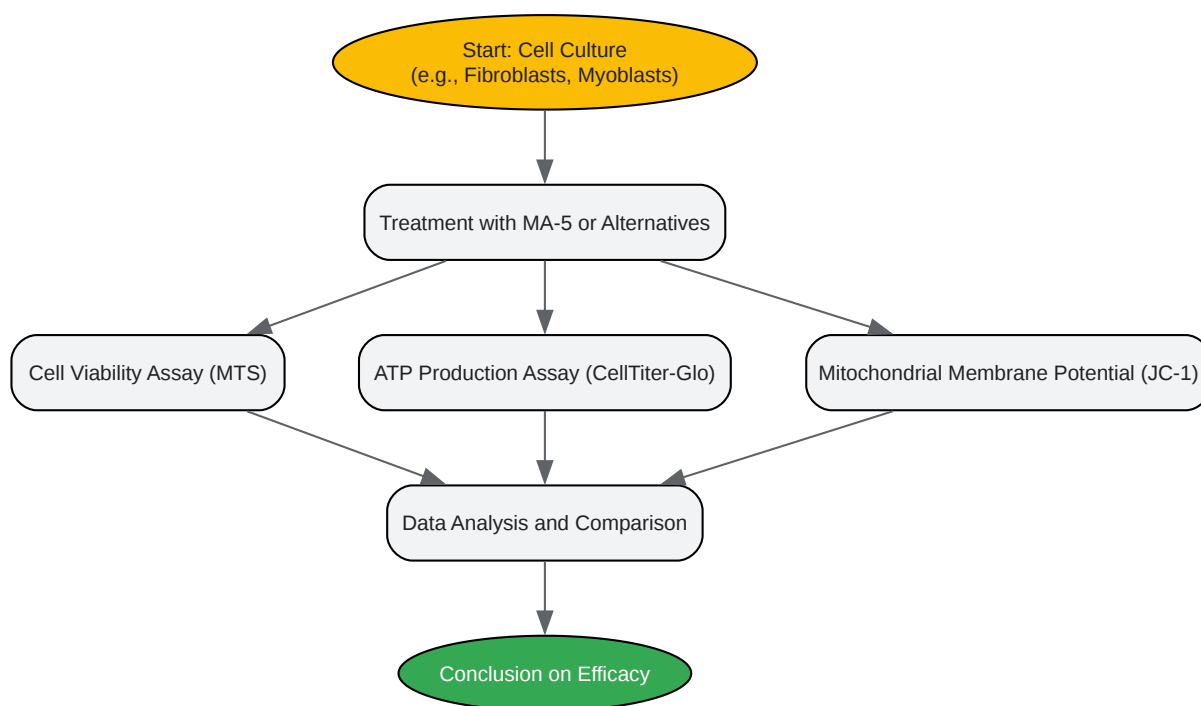 Start: Cell Culture
(e.g., Fibroblasts, Myoblasts)
Treatment with MA-5 or Alternatives
Cell Viability Assay (MTS)
ATP Production Assay (CellTiter-Glo)
Mitochondrial Membrane Potential (JC-1)
Data Analysis and Comparison
Conclusion on Efficacy